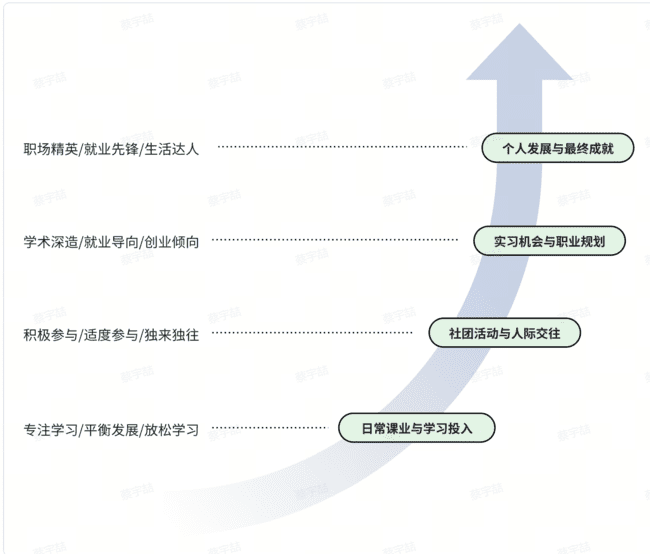 职场精英/就业先锋/生活达人
个人发展与最终成就
学术深造/就业导向/创业倾向
实习机会与职业规划
积极参与/适度参与/独来独往
社团活动与人际交往
专注学习/平衡发展/放松学习
日常课业与学习投入